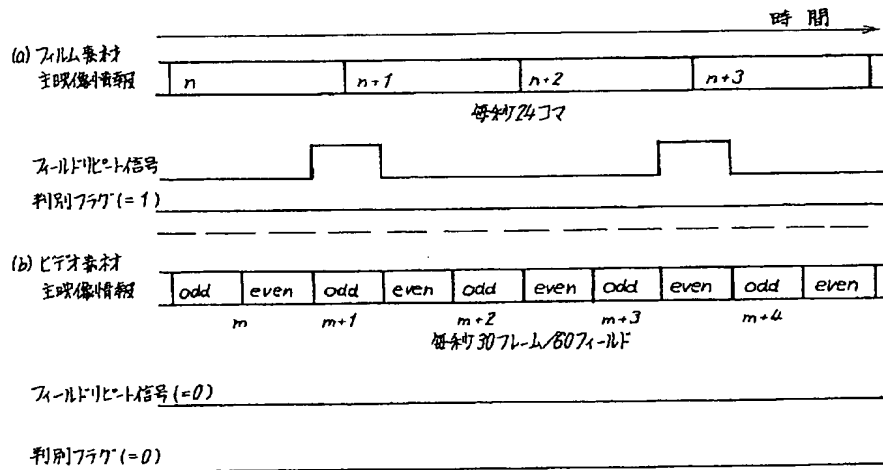 時間
(a) フィルム素材
主映像情報
n n+1 n+2 n+3
毎秒24コマ
フィールドリピート信号
判別フラグ(=1)
(b) ビデオ素材
主映像情報
odd even odd even odd even odd even odd even
m m+1 m+2 m+3 m+4
毎秒30フレーム/60フィールド
フィールドリピート信号(=0)
判別フラグ(=0)